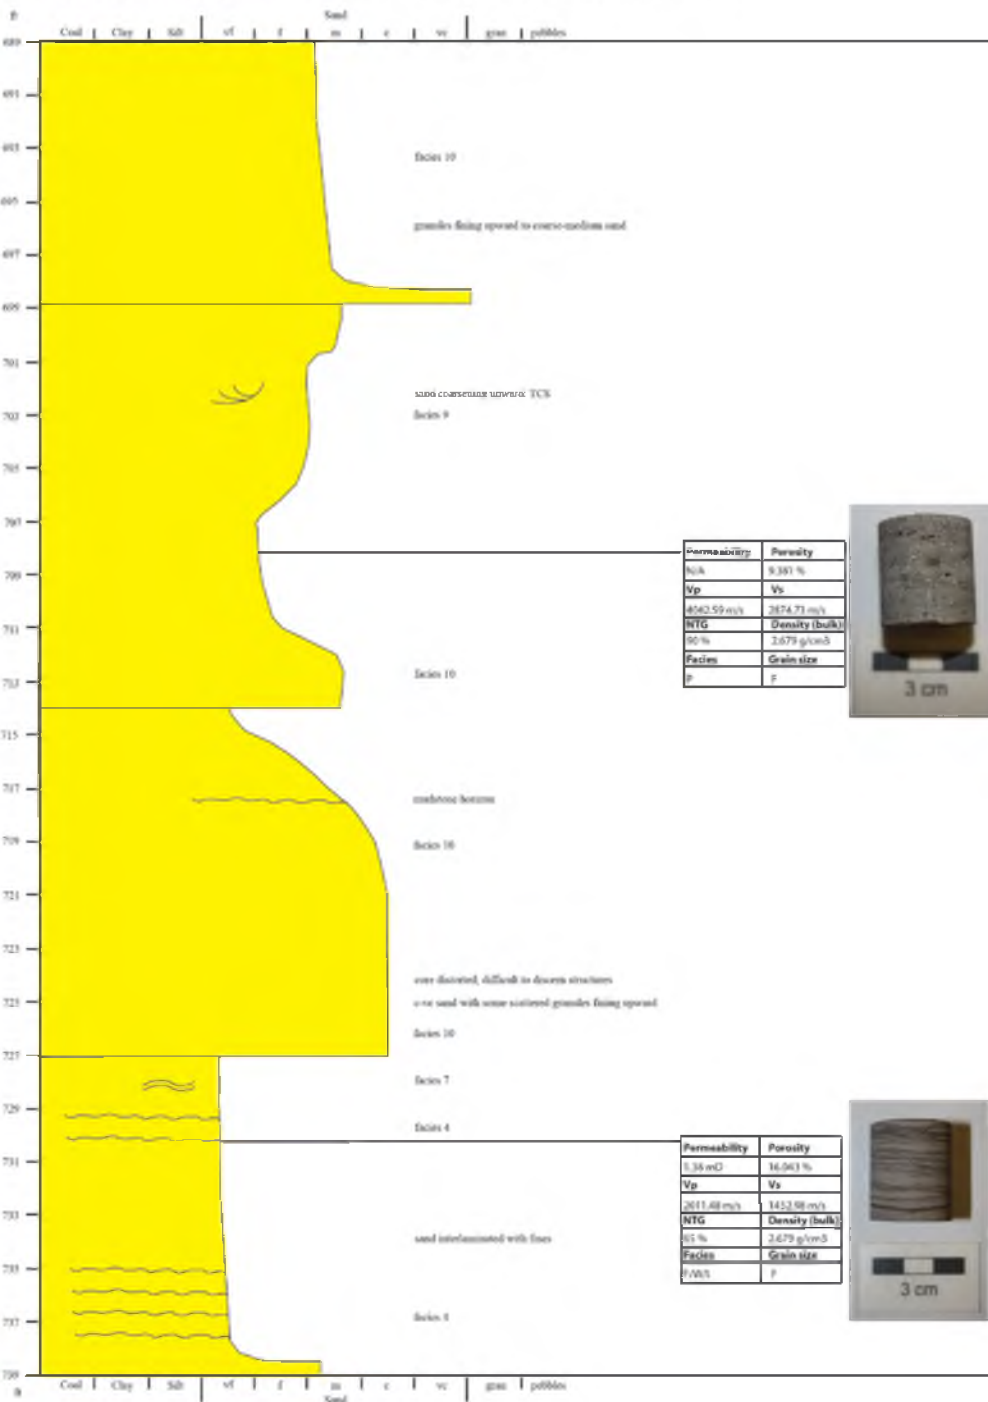 ft
Sand
Coal | Clay | Silt | vf | f | m | c | vc | gran | pebbles
689
691
693
facies 10
695
granules fining upward to coarse-medium sand
697
699
701
sand coarsening upward: TCS
703
facies 9
705
707
Permeability Porosity
N/A 9.381 %
Vp Vs
4042.59 m/s 2874.73 m/s
NTG Density (bulk)
90 % 2.679 g/cm3
Facies Grain size
P F
3 cm
709
711
713
facies 10
715
717
mudstone horizon
719
facies 10
721
723
core distorted, difficult to discern structures
725
c-vc sand with some scattered granules fining upward
facies 10
727
facies 7
729
facies 4
Permeability Porosity
1.36 mD 16.043 %
Vp Vs
2611.48 m/s 1452.98 m/s
NTG Density (bulk)
65 % 2.679 g/cm3
Facies Grain size
F/W/S F
3 cm
731
733
sand interlaminated with fines
735
737
739
Coal | Clay | Silt | vf | f | m | c | vc | gran | pebbles
ft
Sand